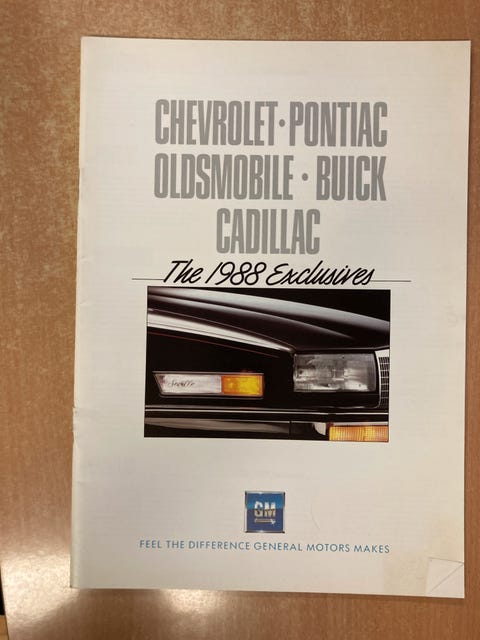 CHEVROLET • PONTIAC
OLDSMOBILE • BUICK
CADILLAC
The 1988 Exclusives
GM
FEEL THE DIFFERENCE GENERAL MOTORS MAKES